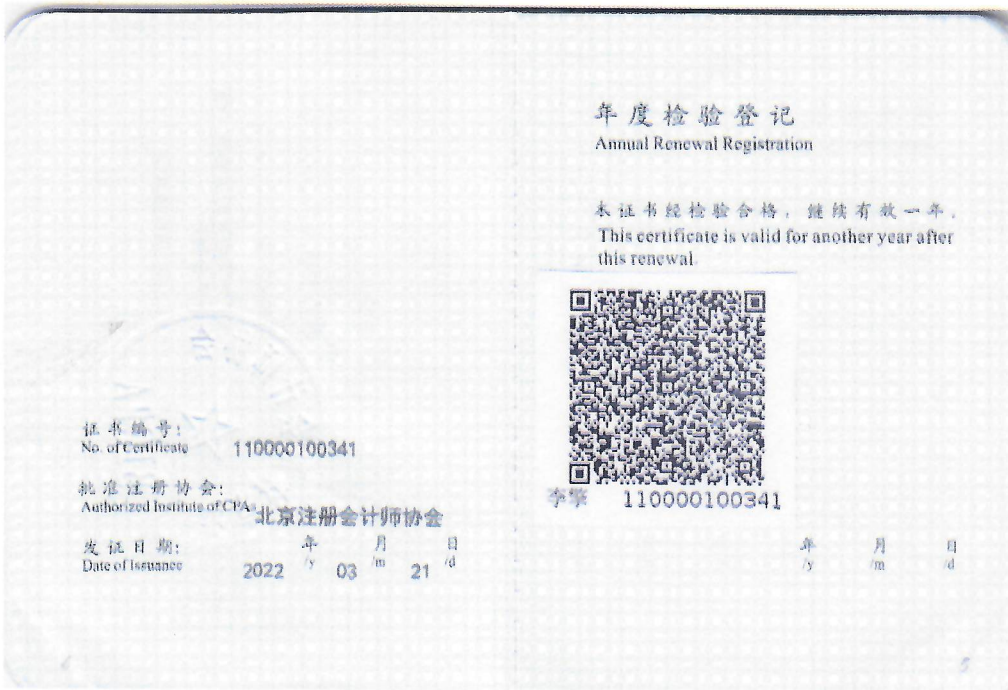 证书编号:
No. of Certificate
110000100341
批准注册协会:
Authorized Institute of CPAs
北京注册会计师协会
发证日期:
Date of Issuance
2022 年 /y 03 月 /m 21 日 /d
4
年度检验登记
Annual Renewal Registration
本证书经检验合格，继续有效一年。
This certificate is valid for another year after
this renewal.
李擎 110000100341
年 月 日
/y /m /d
5